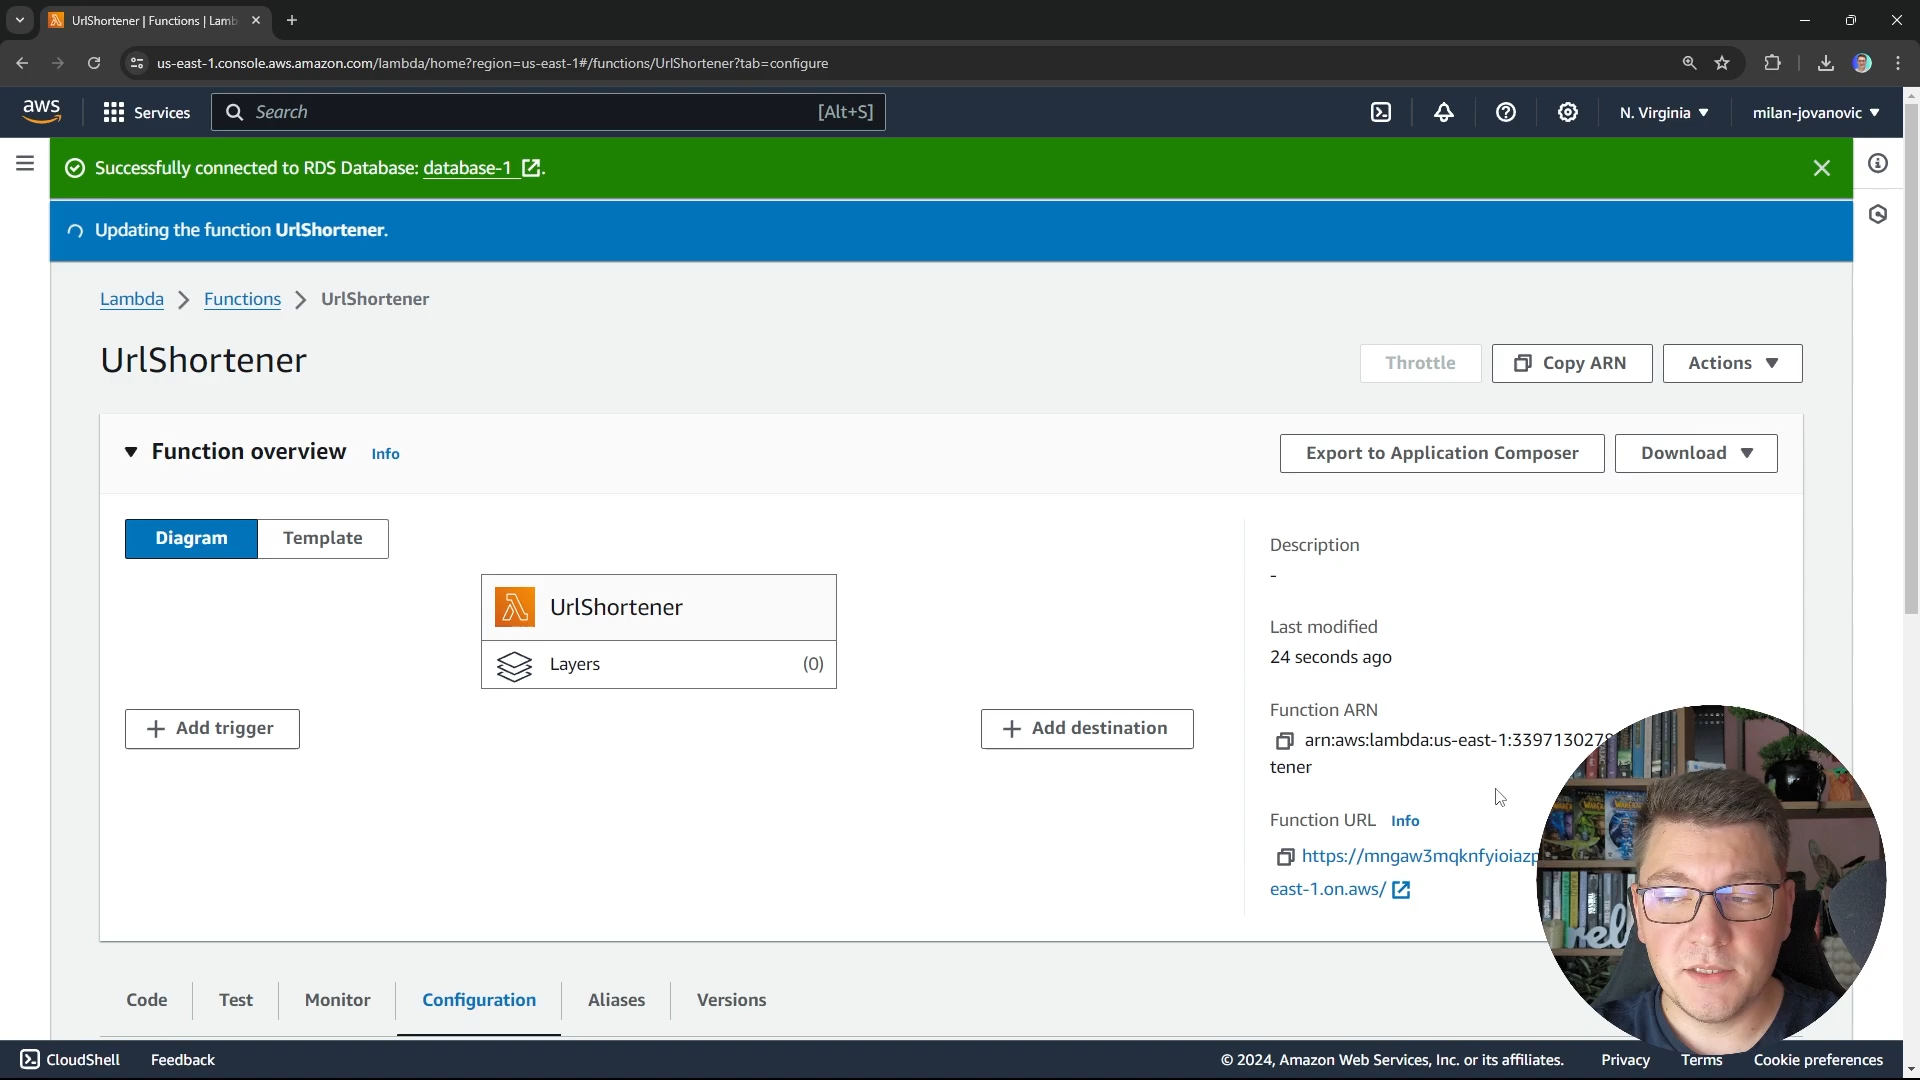 UrlShortener | Functions | Lamb
us-east-1.console.aws.amazon.com/lambda/home?region=us-east-1#/functions/UrlShortener?tab=configure
aws
Services
Search
[Alt+S]
N. Virginia
milan-jovanovic
Successfully connected to RDS Database: database-1 .
Updating the function UrlShortener.
Lambda > Functions > UrlShortener
UrlShortener
Throttle
Copy ARN
Actions
Function overview Info
Export to Application Composer
Download
Diagram
Template
UrlShortener
Layers (0)
+ Add trigger
+ Add destination
Description
-
Last modified
24 seconds ago
Function ARN
arn:aws:lambda:us-east-1:339713027
tener
Function URL Info
https://mngaw3mqknfyioiazp
east-1.on.aws/
Code
Test
Monitor
Configuration
Aliases
Versions
CloudShell
Feedback
© 2024, Amazon Web Services, Inc. or its affiliates.
Privacy
Terms
Cookie preferences